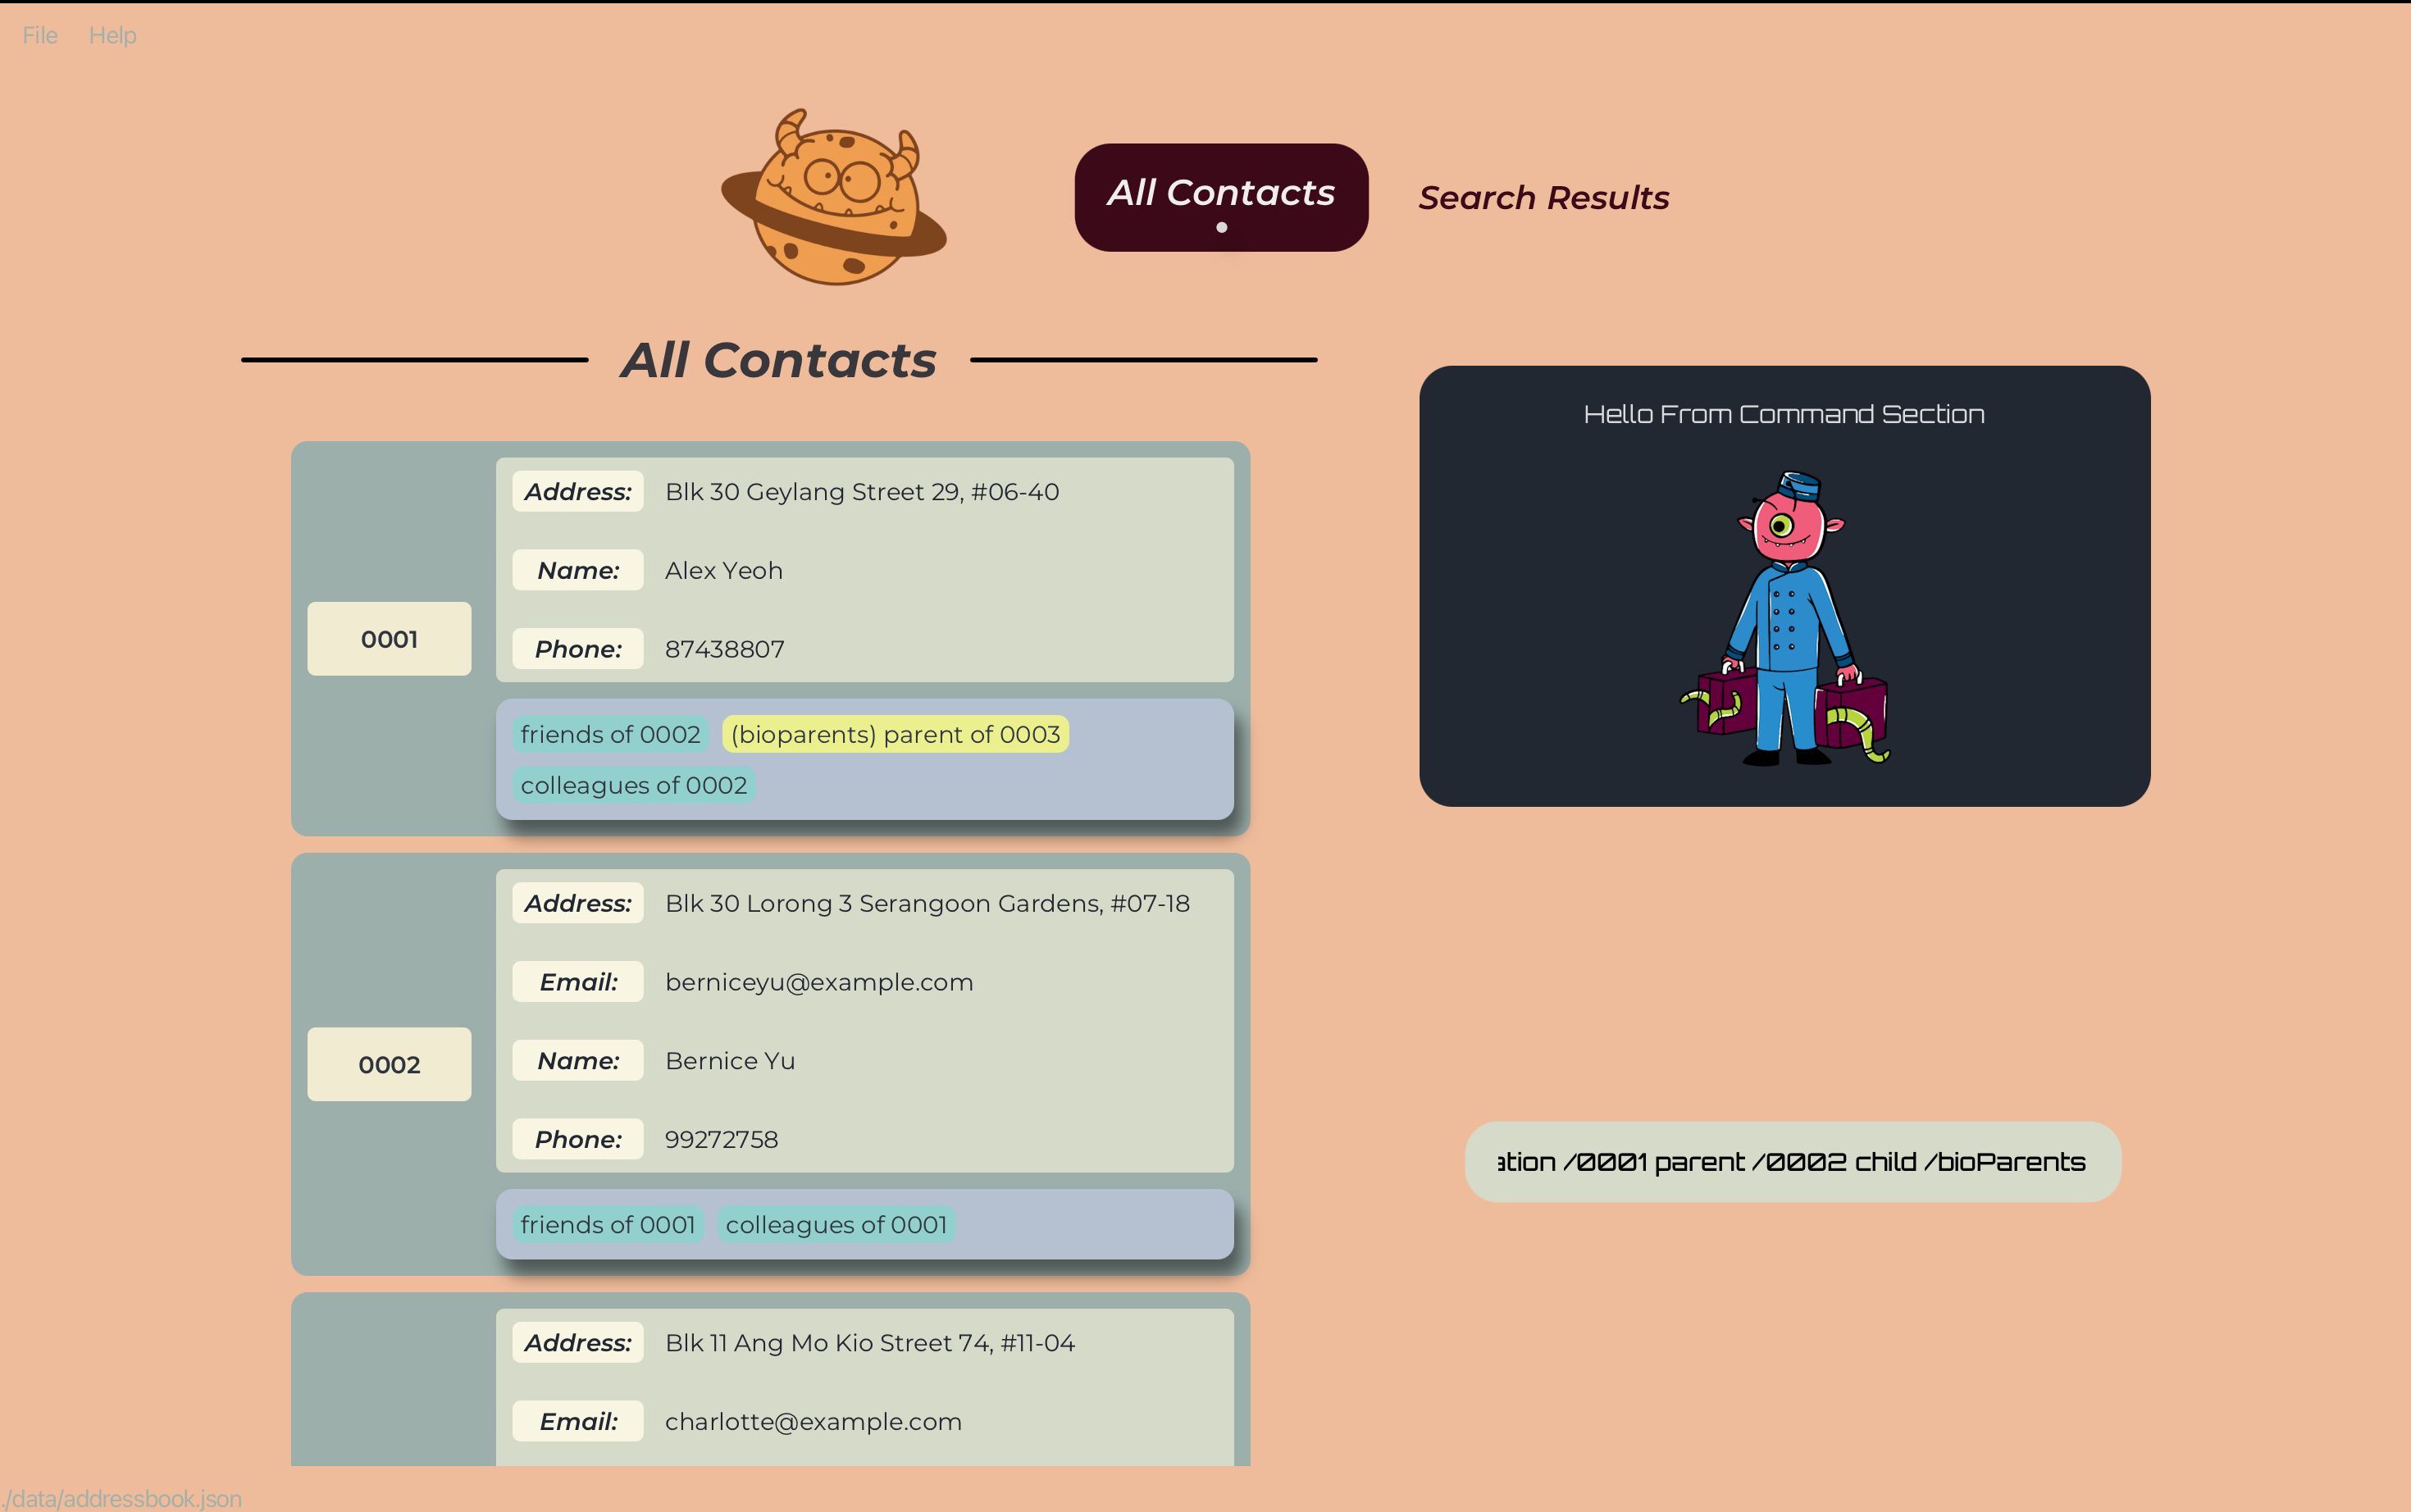 File Help
All Contacts
Search Results
All Contacts
0001
Address: Blk 30 Geylang Street 29, #06-40
Name: Alex Yeoh
Phone: 87438807
friends of 0002 (bioparents) parent of 0003
colleagues of 0002
0002
Address: Blk 30 Lorong 3 Serangoon Gardens, #07-18
Email: berniceyu@example.com
Name: Bernice Yu
Phone: 99272758
friends of 0001 colleagues of 0001
Address: Blk 11 Ang Mo Kio Street 74, #11-04
Email: charlotte@example.com
Hello From Command Section
ation /0001 parent /0002 child /bioParents
./data/addressbook.json